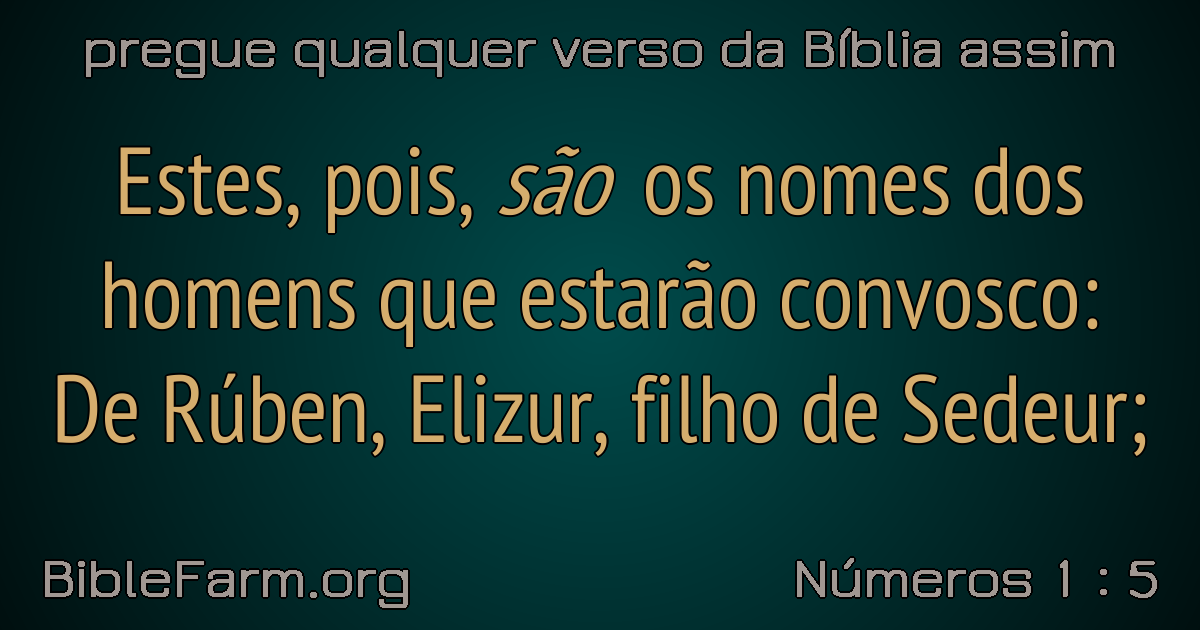 pregue qualquer verso da Bíblia assim
Estes, pois, são os nomes dos
homens que estarão convosco:
De Rúben, Elizur, filho de Sedeur;
BibleFarm.org
Números 1 : 5